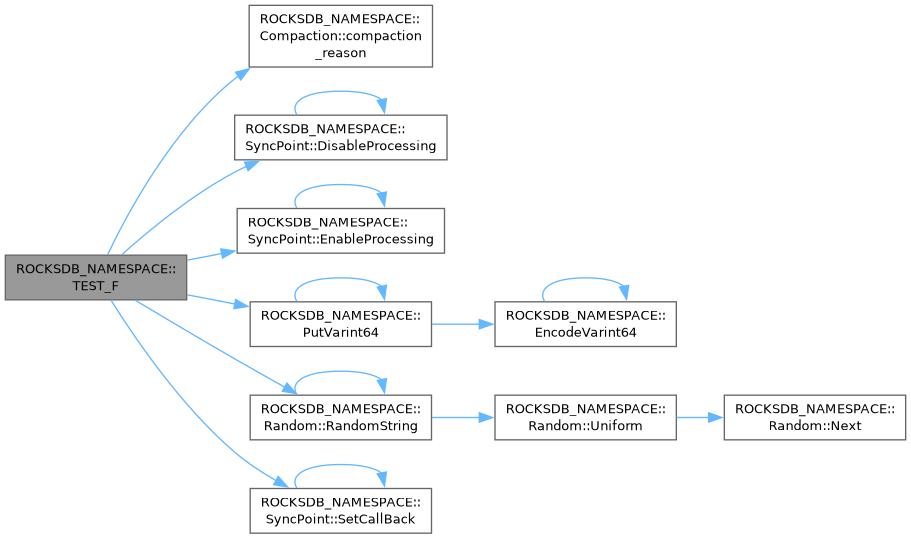 ROCKSDB_NAMESPACE::
Compaction::compaction
_reason
ROCKSDB_NAMESPACE::
SyncPoint::DisableProcessing
ROCKSDB_NAMESPACE::
SyncPoint::EnableProcessing
ROCKSDB_NAMESPACE::
TEST_F
ROCKSDB_NAMESPACE::
PutVarint64
ROCKSDB_NAMESPACE::
EncodeVarint64
ROCKSDB_NAMESPACE::
Random::RandomString
ROCKSDB_NAMESPACE::
Random::Uniform
ROCKSDB_NAMESPACE::
Random::Next
ROCKSDB_NAMESPACE::
SyncPoint::SetCallBack